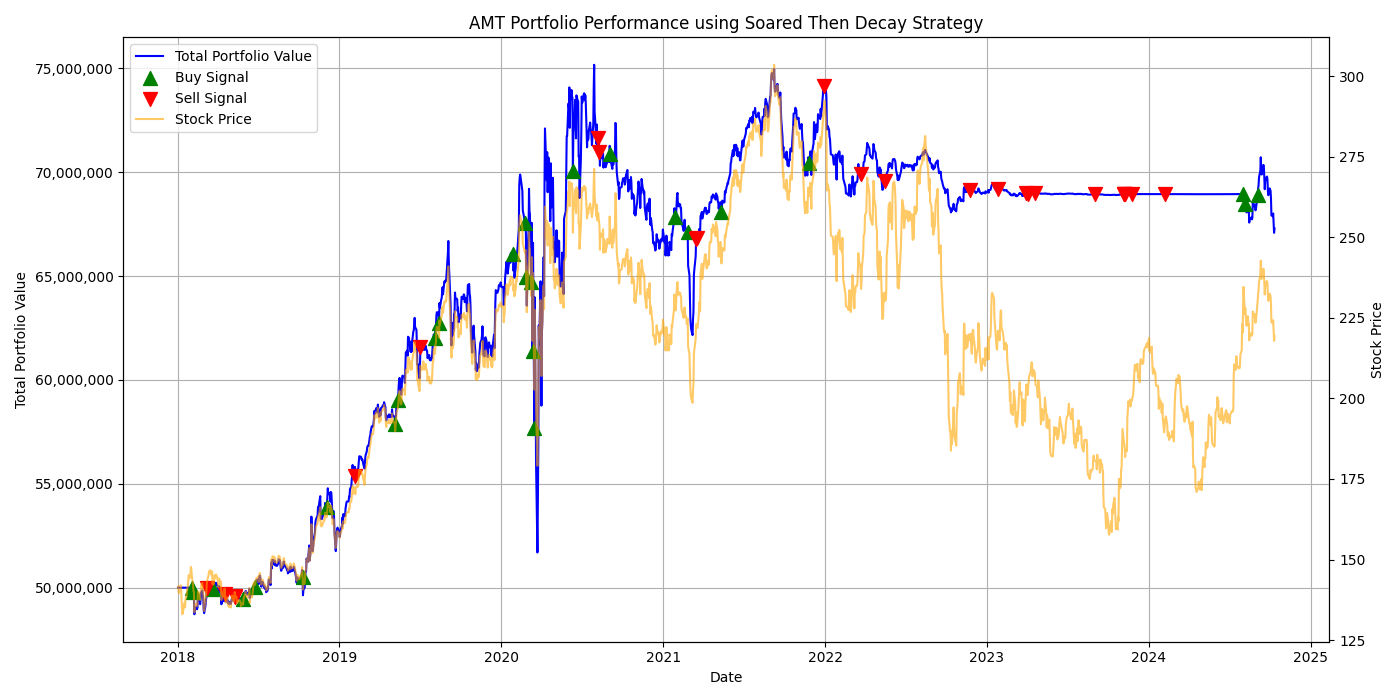 AMT Portfolio Performance using Soared Then Decay Strategy
Total Portfolio Value
Buy Signal
Sell Signal
Stock Price
75,000,000
70,000,000
65,000,000
60,000,000
55,000,000
50,000,000
Total Portfolio Value
300
275
250
225
200
175
150
125
Stock Price
2018
2019
2020
2021
2022
2023
2024
2025
Date